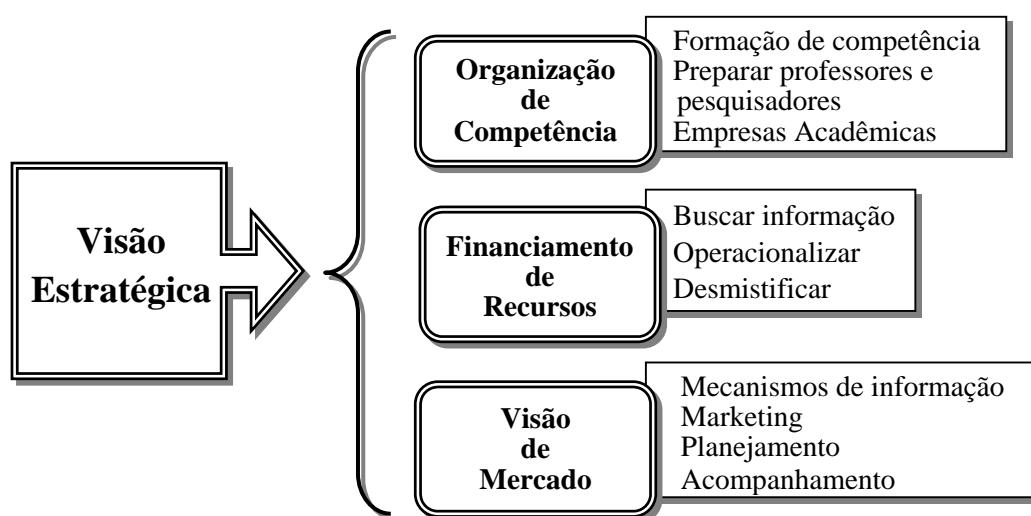 Visão
Estratégica
Organização
de
Competência
Formação de competência
Preparar professores e
pesquisadores
Empresas Acadêmicas
Financiamento
de
Recursos
Buscar informação
Operacionalizar
Desmistificar
Visão
de
Mercado
Mecanismos de informação
Marketing
Planejamento
Acompanhamento